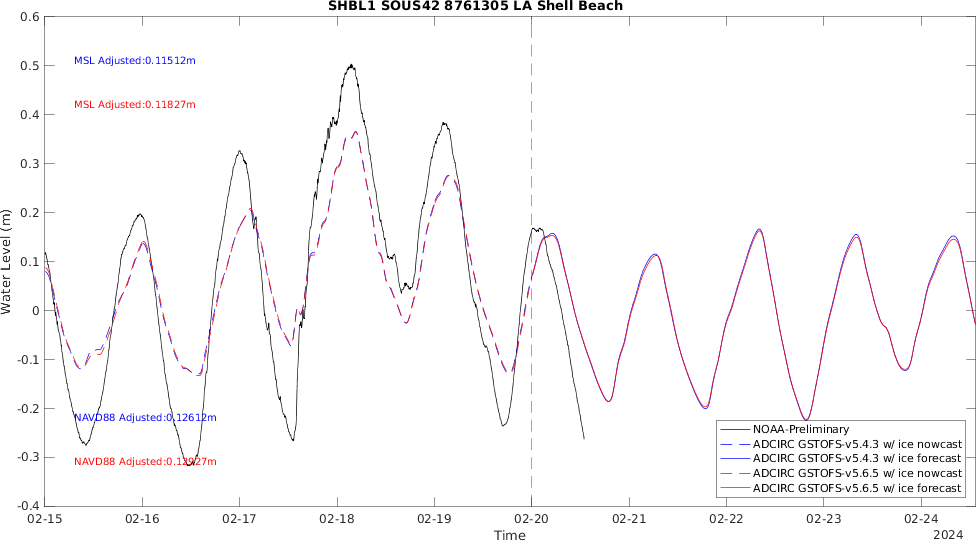 SHBL1 SOUS42 8761305 LA Shell Beach
0.6
0.5
0.4
0.3
0.2
0.1
0
-0.1
-0.2
-0.3
-0.4
Water Level (m)
MSL Adjusted:0.11512m
MSL Adjusted:0.11827m
NAVD88 Adjusted:0.12612m
NAVD88 Adjusted:0.12927m
NOAA-Preliminary
ADCIRC GSTOFS-v5.4.3 w/ ice nowcast
ADCIRC GSTOFS-v5.4.3 w/ ice forecast
ADCIRC GSTOFS-v5.6.5 w/ ice nowcast
ADCIRC GSTOFS-v5.6.5 w/ ice forecast
02-15 02-16 02-17 02-18 02-19 02-20 02-21 02-22 02-23 02-24
Time
2024